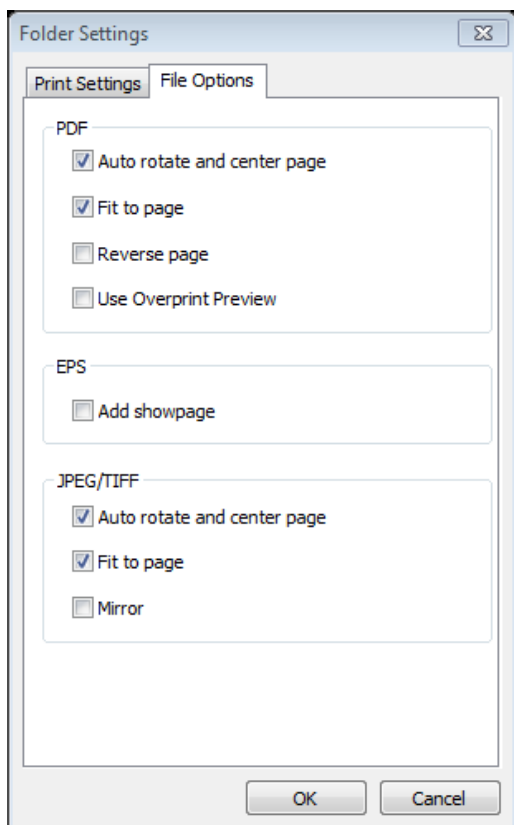 Folder Settings
Print Settings File Options
PDF
Auto rotate and center page
Fit to page
Reverse page
Use Overprint Preview
EPS
Add showpage
JPEG/TIFF
Auto rotate and center page
Fit to page
Mirror
OK Cancel